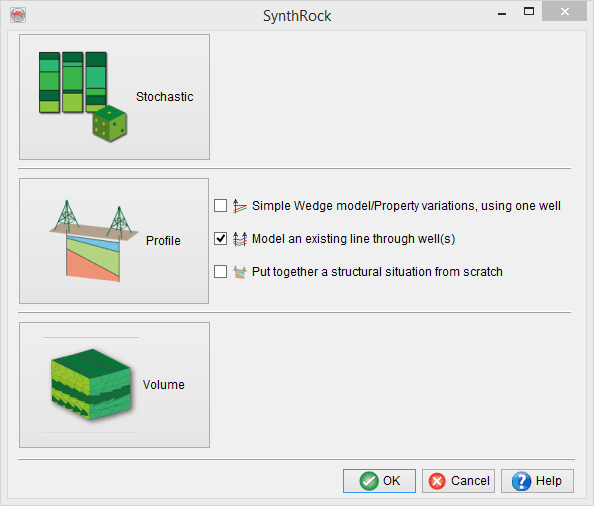 SynthRock
Stochastic
Profile
Simple Wedge model/Property variations, using one well
Model an existing line through well(s)
Put together a structural situation from scratch
Volume
OK
Cancel
Help